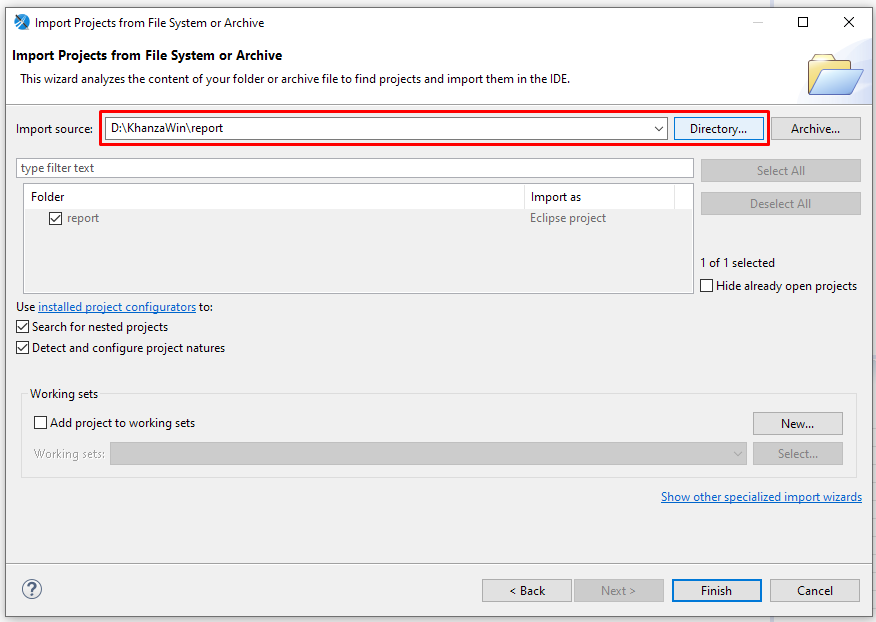 Import Projects from File System or Archive
Import Projects from File System or Archive
This wizard analyzes the content of your folder or archive file to find projects and import them in the IDE.
Import source: D:\KhanzaWin\report Directory... Archive...
type filter text Select All
Folder Import as Deselect All
report Eclipse project
1 of 1 selected
Hide already open projects
Use installed project configurators to:
Search for nested projects
Detect and configure project natures
Working sets
Add project to working sets New...
Working sets: Select...
Show other specialized import wizards
? < Back Next > Finish Cancel